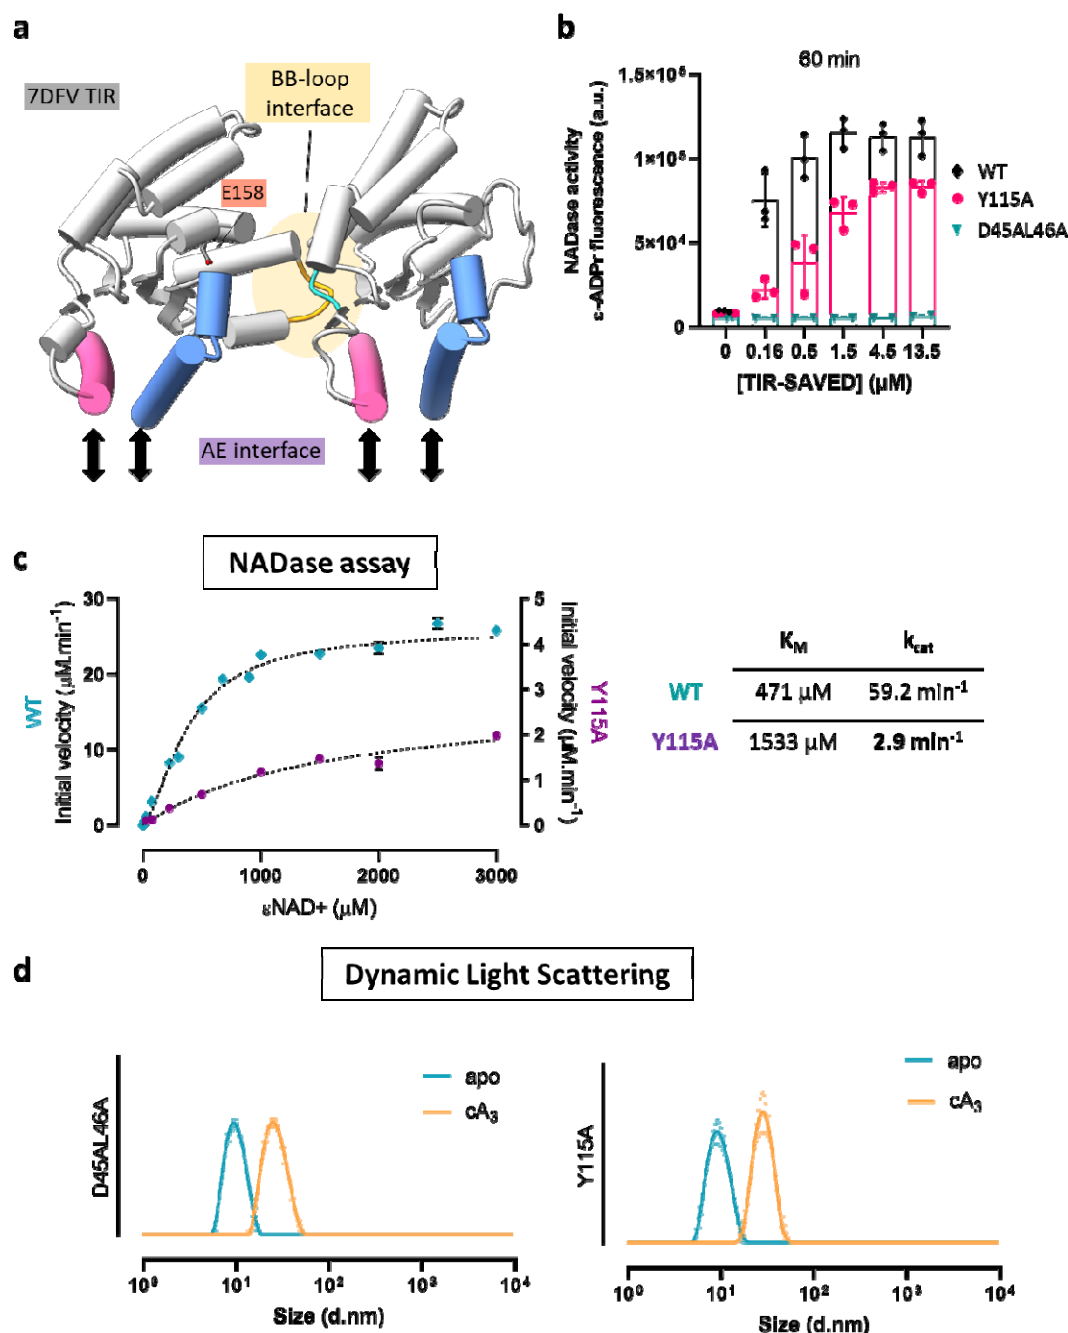 a
7DFV TIR
BB-loop
interface
E158
AE interface
b
60 min
NADase activity
ε-ADPr fluorescence (a.u.)
1.5×10⁵
1×10⁵
5×10⁴
0
0 0.16 0.5 1.5 4.5 13.5
[TIR-SAVED] (µM)
WT
Y115A
D45AL46A
c
NADase assay
WT
Initial velocity (µM.min⁻¹)
30
20
10
0
5
4
3
2
1
0
Initial velocity (µM.min⁻¹)
Y115A
0 1000 2000 3000
εNAD+ (µM)
K_M k_cat
WT 471 µM 59.2 min⁻¹
Y115A 1533 µM 2.9 min⁻¹
d
Dynamic Light Scattering
D45AL46A
apo
cA₃
10⁰ 10¹ 10² 10³ 10⁴
Size (d.nm)
Y115A
apo
cA₃
10⁰ 10¹ 10² 10³ 10⁴
Size (d.nm)